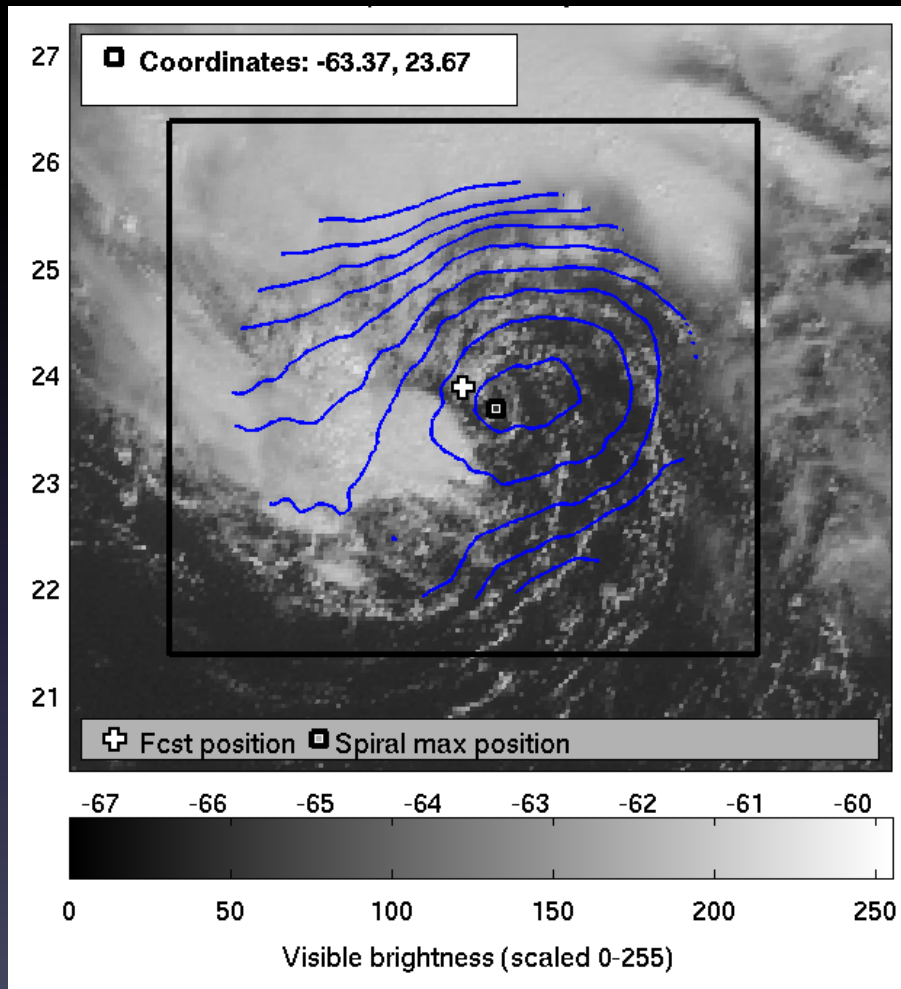 27
Coordinates: -63.37, 23.67
26
25
24
23
22
21
Fcst position Spiral max position
-67 -66 -65 -64 -63 -62 -61 -60
0 50 100 150 200 250
Visible brightness (scaled 0-255)